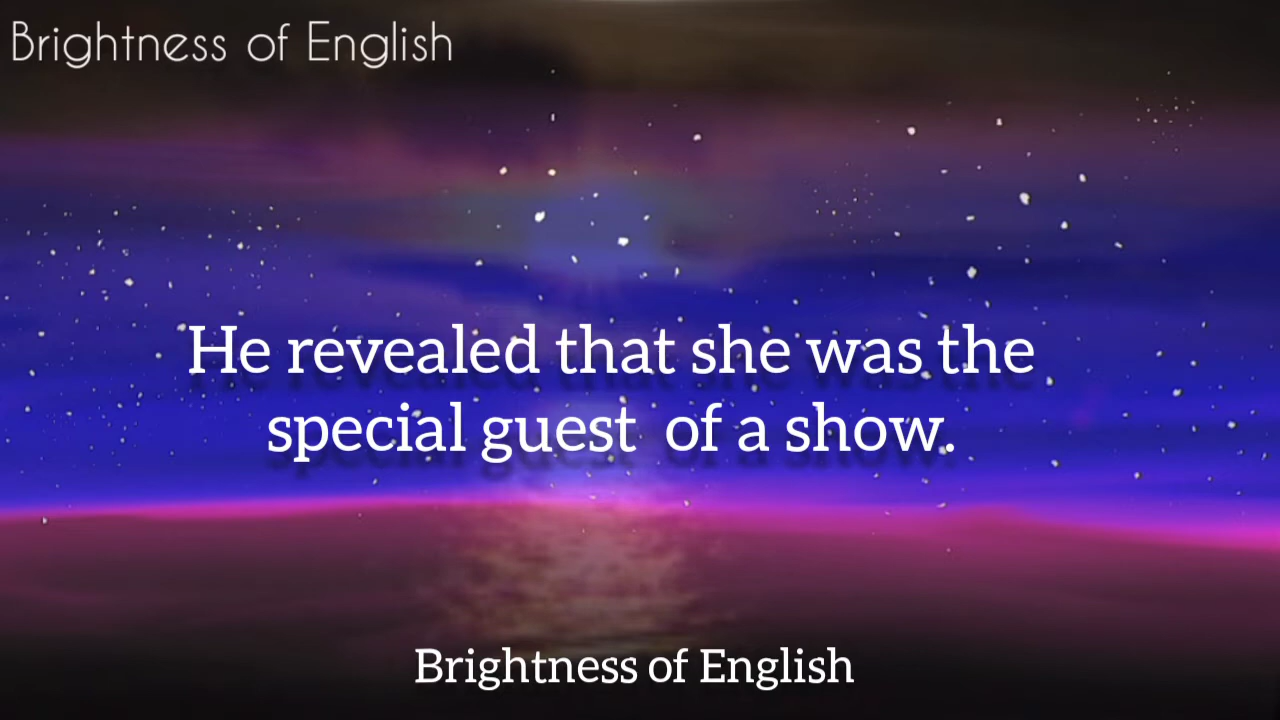 Brightness of English
He revealed that she was the
special guest of a show.
Brightness of English